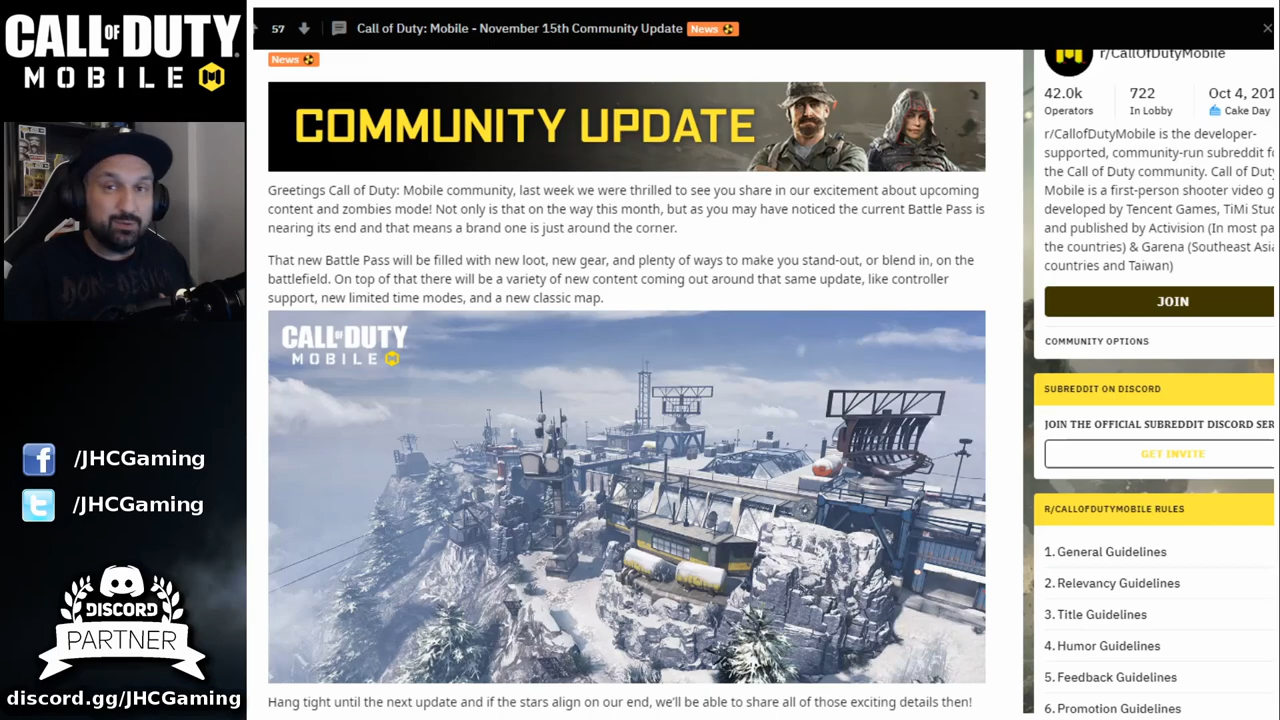 CALL OF DUTY
MOBILE
/JHCGaming
/JHCGaming
DISCORD
PARTNER
discord.gg/JHCGaming
57 Call of Duty: Mobile - November 15th Community Update News
News
COMMUNITY UPDATE
Greetings Call of Duty: Mobile community, last week we were thrilled to see you share in our excitement about upcoming
content and zombies mode! Not only is that on the way this month, but as you may have noticed the current Battle Pass is
nearing its end and that means a brand one is just around the corner.
That new Battle Pass will be filled with new loot, new gear, and plenty of ways to make you stand-out, or blend in, on the
battlefield. On top of that there will be a variety of new content coming out around that same update, like controller
support, new limited time modes, and a new classic map.
CALL OF DUTY
MOBILE
Hang tight until the next update and if the stars align on our end, we'll be able to share all of those exciting details then!
r/CallOfDutyMobile
42.0k 722 Oct 4, 201
Operators In Lobby Cake Day
r/CallofDutyMobile is the developer-
supported, community-run subreddit fo
the Call of Duty community. Call of Duty
Mobile is a first-person shooter video g
developed by Tencent Games, TiMi Stud
and published by Activision (In most pa
the countries) & Garena (Southeast Asia
countries and Taiwan)
JOIN
COMMUNITY OPTIONS
SUBREDDIT ON DISCORD
JOIN THE OFFICIAL SUBREDDIT DISCORD SER
GET INVITE
R/CALLOFDUTYMOBILE RULES
1. General Guidelines
2. Relevancy Guidelines
3. Title Guidelines
4. Humor Guidelines
5. Feedback Guidelines
6. Promotion Guidelines